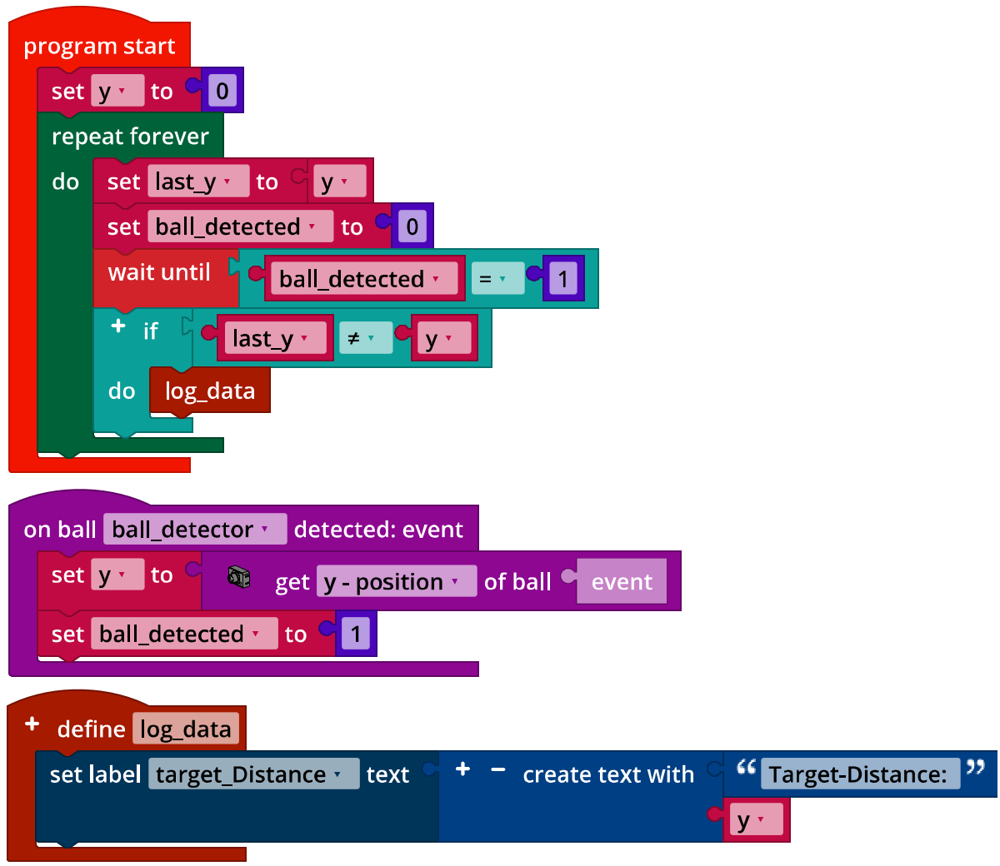 program start
set y to 0
repeat forever
do set last_y to y
set ball_detected to 0
wait until ball_detected = 1
+ if last_y ≠ y
do log_data
on ball ball_detector detected: event
set y to get y - position of ball event
set ball_detected to 1
+ define log_data
set label target_Distance text + − create text with “ Target-Distance: ”
y